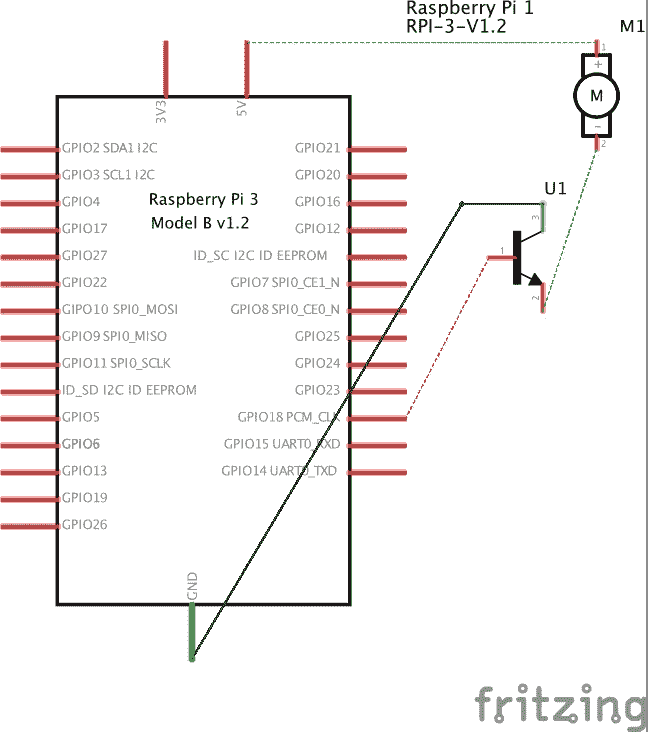 Raspberry Pi 1
RPI-3-V1.2
M1
1
+
M
-
2
3V3
5V
GPIO2 SDA1 I2C
GPIO3 SCL1 I2C
GPIO4
GPIO17
GPIO27
GPIO22
GIPO10 SPI0_MOSI
GPIO9 SPI0_MISO
GPIO11 SPI0_SCLK
ID_SD I2C ID EEPROM
GPIO5
GPIO6
GPIO13
GPIO19
GPIO26
Raspberry Pi 3
Model B v1.2
GPIO21
GPIO20
GPIO16
GPIO12
ID_SC I2C ID EEPROM
GPIO7 SPI0_CE1_N
GPIO8 SPI0_CE0_N
GPIO25
GPIO24
GPIO23
GPIO18 PCM_CLK
GPIO15 UART0_RXD
GPIO14 UART0_TXD
GND
U1
3
1
2
fritzing